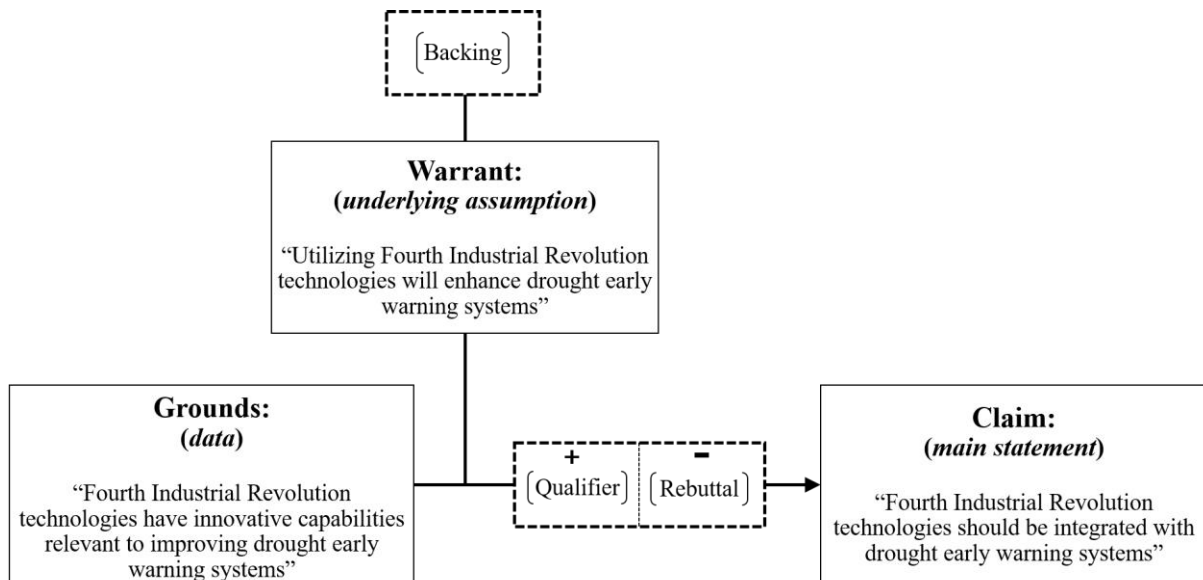 [Backing]
Warrant:
(underlying assumption)
“Utilizing Fourth Industrial Revolution
technologies will enhance drought early
warning systems”
Grounds:
(data)
“Fourth Industrial Revolution
technologies have innovative capabilities
relevant to improving drought early
warning systems”
+
[Qualifier]
-
[Rebuttal]
Claim:
(main statement)
“Fourth Industrial Revolution
technologies should be integrated with
drought early warning systems”